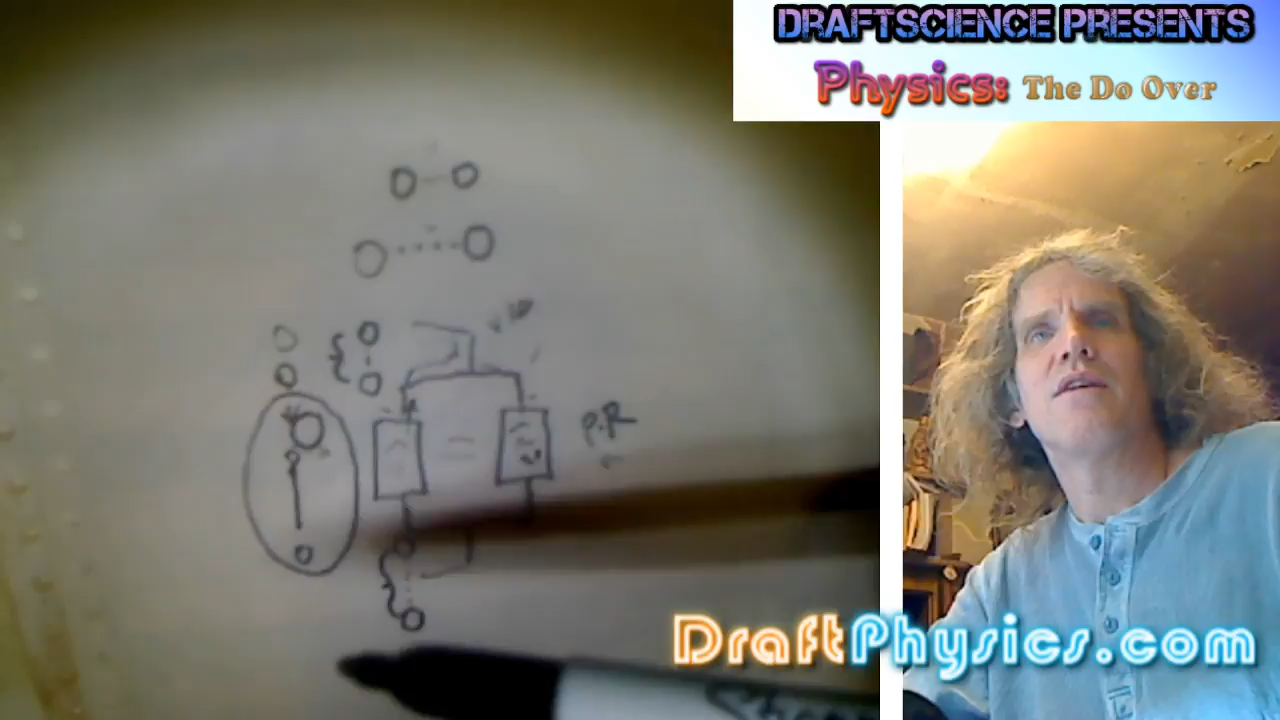 DRAFTSCIENCE PRESENTS
Physics: The Do Over
P.R
DraftPhysics.com